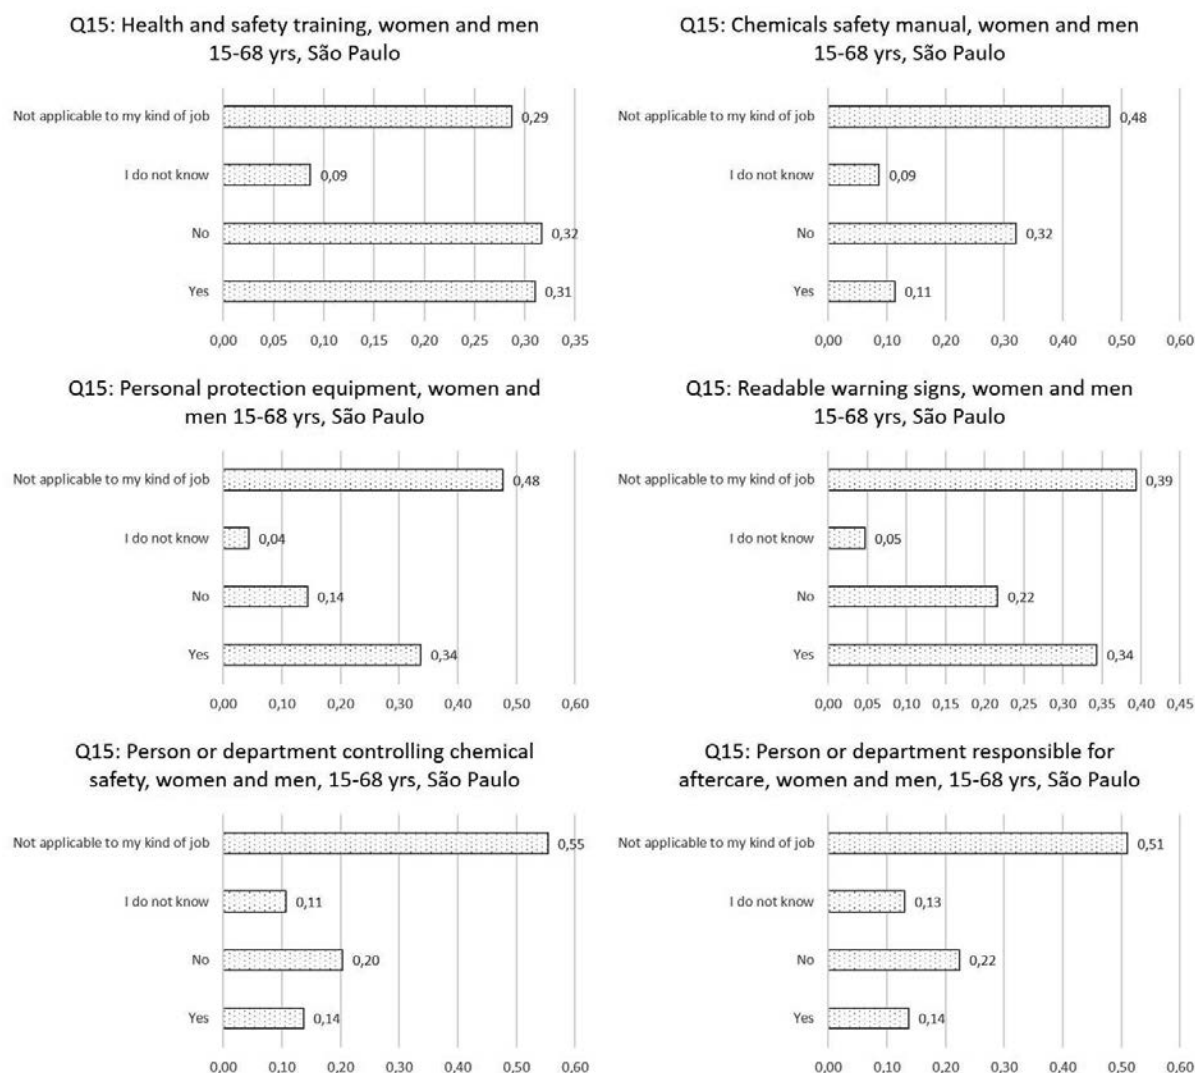 Q15: Health and safety training, women and men
15-68 yrs, São Paulo
Not applicable to my kind of job
0,29
I do not know
0,09
No
0,32
Yes
0,31
0,00 0,05 0,10 0,15 0,20 0,25 0,30 0,35
Q15: Chemicals safety manual, women and men
15-68 yrs, São Paulo
Not applicable to my kind of job
0,48
I do not know
0,09
No
0,32
Yes
0,11
0,00 0,10 0,20 0,30 0,40 0,50 0,60
Q15: Personal protection equipment, women and
men 15-68 yrs, São Paulo
Not applicable to my kind of job
0,48
I do not know
0,04
No
0,14
Yes
0,34
0,00 0,10 0,20 0,30 0,40 0,50 0,60
Q15: Readable warning signs, women and men
15-68 yrs, São Paulo
Not applicable to my kind of job
0,39
I do not know
0,05
No
0,22
Yes
0,34
0,00 0,05 0,10 0,15 0,20 0,25 0,30 0,35 0,40 0,45
Q15: Person or department controlling chemical
safety, women and men, 15-68 yrs, São Paulo
Not applicable to my kind of job
0,55
I do not know
0,11
No
0,20
Yes
0,14
0,00 0,10 0,20 0,30 0,40 0,50 0,60
Q15: Person or department responsible for
aftercare, women and men, 15-68 yrs, São Paulo
Not applicable to my kind of job
0,51
I do not know
0,13
No
0,22
Yes
0,14
0,00 0,10 0,20 0,30 0,40 0,50 0,60